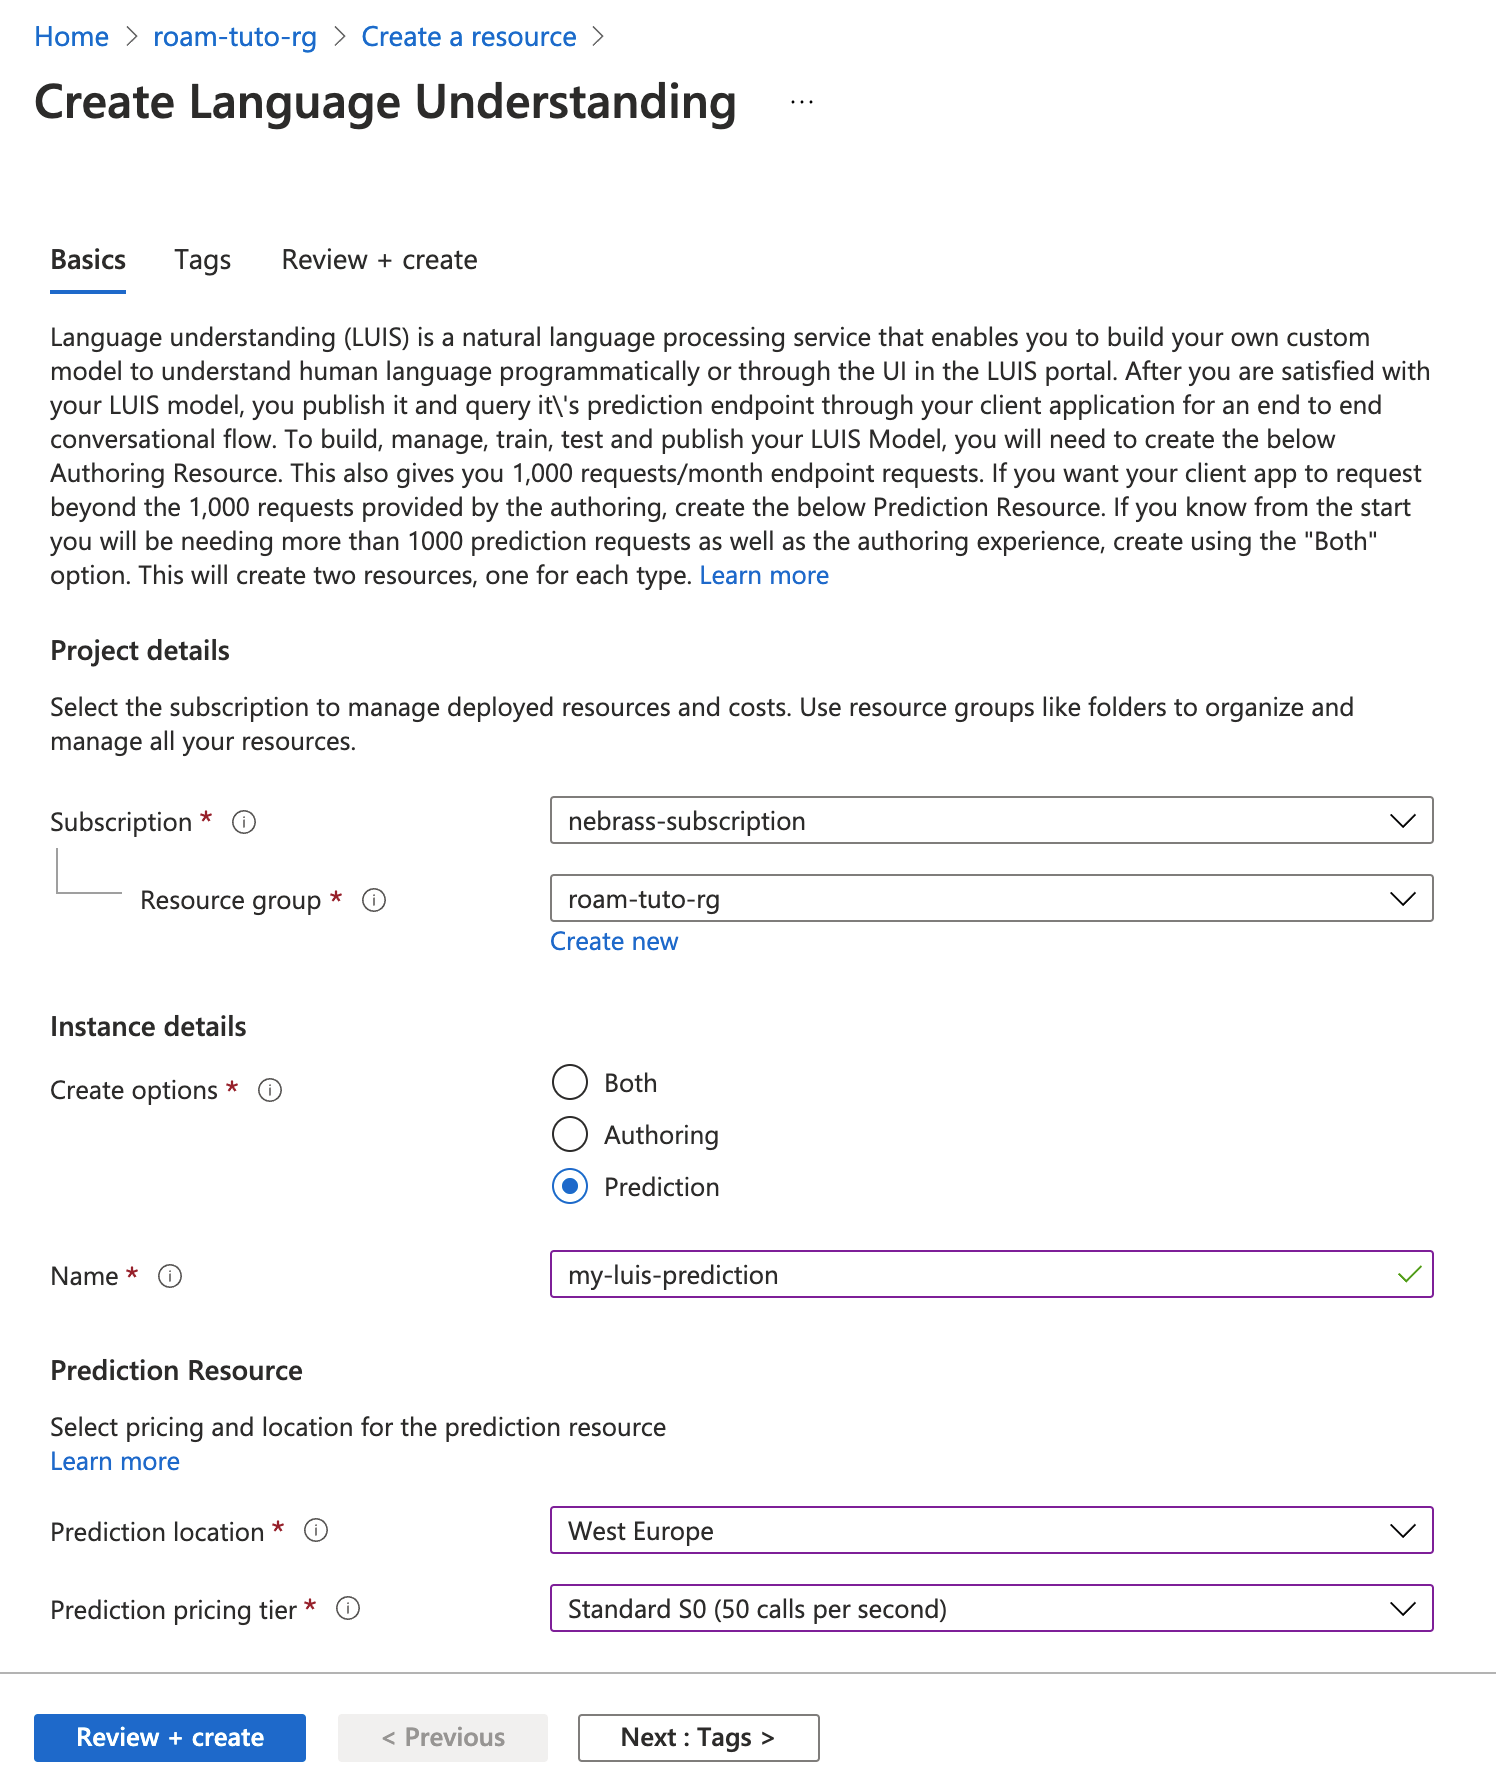 Home > roam-tuto-rg > Create a resource >
Create Language Understanding ...
Basics Tags Review + create
Language understanding (LUIS) is a natural language processing service that enables you to build your own custom
model to understand human language programmatically or through the UI in the LUIS portal. After you are satisfied with
your LUIS model, you publish it and query it\'s prediction endpoint through your client application for an end to end
conversational flow. To build, manage, train, test and publish your LUIS Model, you will need to create the below
Authoring Resource. This also gives you 1,000 requests/month endpoint requests. If you want your client app to request
beyond the 1,000 requests provided by the authoring, create the below Prediction Resource. If you know from the start
you will be needing more than 1000 prediction requests as well as the authoring experience, create using the "Both"
option. This will create two resources, one for each type. Learn more
Project details
Select the subscription to manage deployed resources and costs. Use resource groups like folders to organize and
manage all your resources.
Subscription * nebrass-subscription
Resource group * roam-tuto-rg
Create new
Instance details
Create options * Both
Authoring
Prediction
Name * my-luis-prediction
Prediction Resource
Select pricing and location for the prediction resource
Learn more
Prediction location * West Europe
Prediction pricing tier * Standard S0 (50 calls per second)
Review + create < Previous Next : Tags >